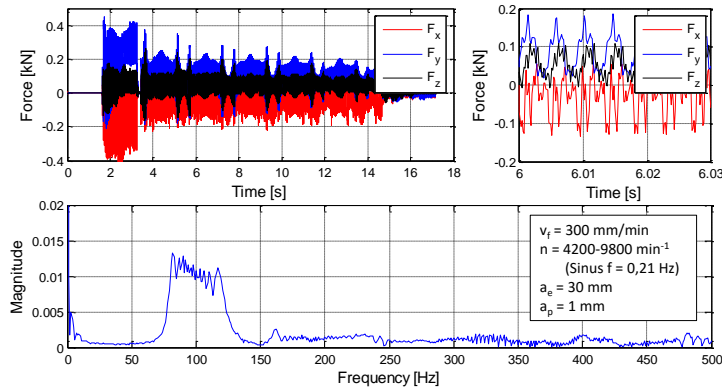 0.4
0.2
0
-0.2
0.4
Force [kN]
0 2 4 6 8 10 12 14 16 18
Time [s]
Fx
Fy
Fz
0.2
0.1
0
-0.1
-0.2
Force [kN]
6 6.01 6.02 6.03
Time [s]
Fx
Fy
Fz
0.02
0.015
0.01
0.005
0
Magnitude
0 50 100 150 200 250 300 350 400 450 500
Frequency [Hz]
vf = 300 mm/min
n = 4200-9800 min-1
(Sinus f = 0,21 Hz)
ae = 30 mm
ap = 1 mm